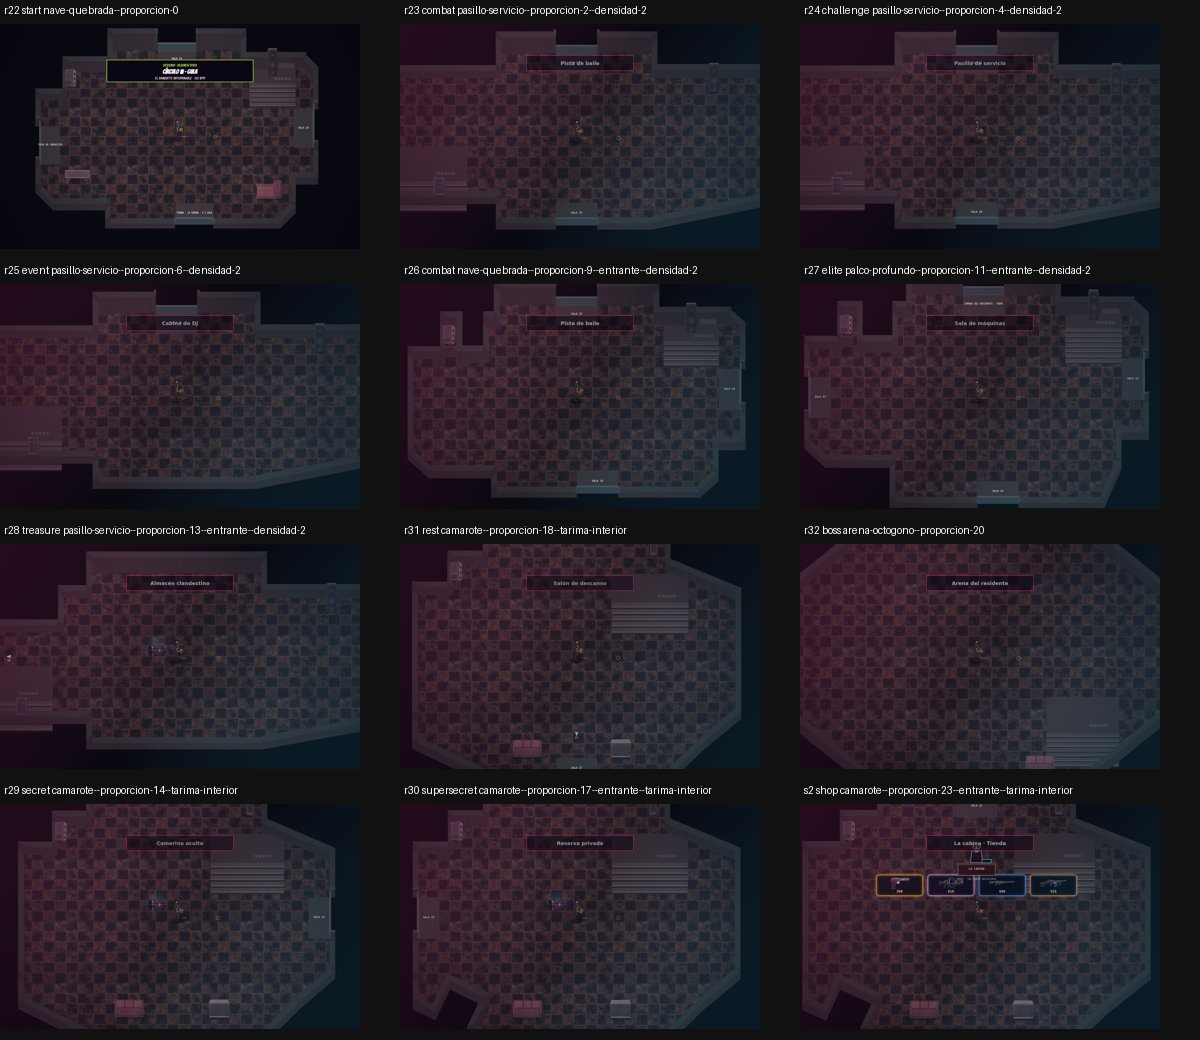 r22 start nave-quebrada--proporcion-0
r23 combat pasillo-servicio--proporcion-2--densidad-2
r24 challenge pasillo-servicio--proporcion-4--densidad-2
CÍRCULO III · GULA
Pista de baile
Pasillo de servicio
r25 event pasillo-servicio--proporcion-6--densidad-2
r26 combat nave-quebrada--proporcion-9--entrante--densidad-2
r27 elite palco-profundo--proporcion-11--entrante--densidad-2
Cabina de DJ
Pista de baile
Sala de máquinas
r28 treasure pasillo-servicio--proporcion-13--entrante--densidad-2
r31 rest camarote--proporcion-18--tarima-interior
r32 boss arena-octogono--proporcion-20
Almacén clandestino
Salón de descanso
Arena del residente
r29 secret camarote--proporcion-14--tarima-interior
r30 supersecret camarote--proporcion-17--entrante--tarima-interior
s2 shop camarote--proporcion-23--entrante--tarima-interior
Camerino oculto
Reserva privada
La cabina · Tienda
LA CABINA